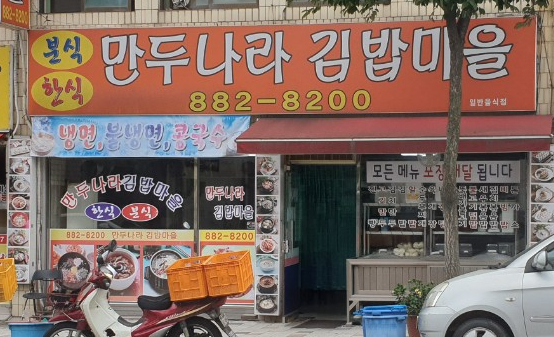 분식
한식
만두나라 김밥마을
882-8200
일반음식점
냉면,물냉면,콩국수
모든 메뉴 포장배달 됩니다
만두나라김밥마을
한식 분식
882-8200 만두나라 김밥마을
만두나라
김밥마을
882-8200